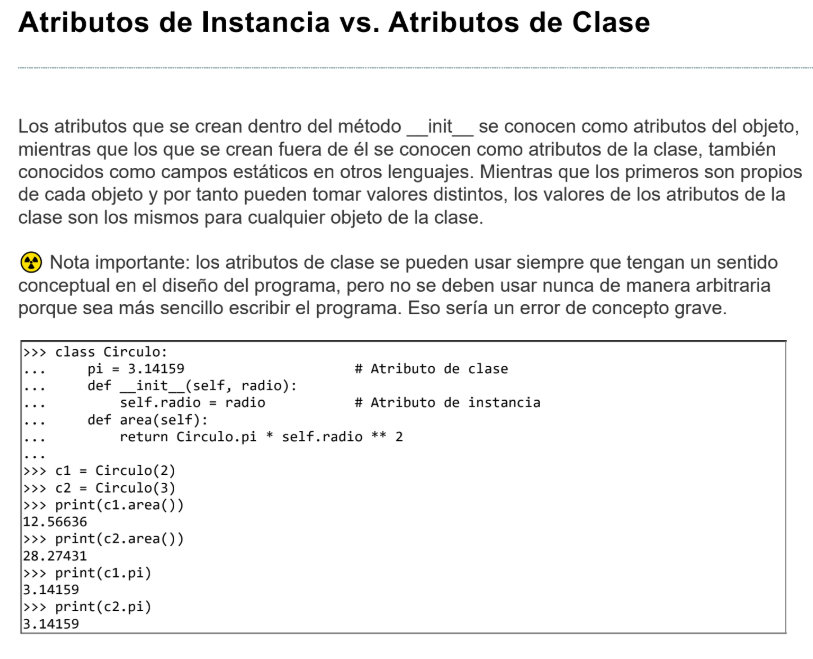 Atributos de Instancia vs. Atributos de Clase
Los atributos que se crean dentro del método __init__ se conocen como atributos del objeto,
mientras que los que se crean fuera de él se conocen como atributos de la clase, también
conocidos como campos estáticos en otros lenguajes. Mientras que los primeros son propios
de cada objeto y por tanto pueden tomar valores distintos, los valores de los atributos de la
clase son los mismos para cualquier objeto de la clase.
Nota importante: los atributos de clase se pueden usar siempre que tengan un sentido
conceptual en el diseño del programa, pero no se deben usar nunca de manera arbitraria
porque sea más sencillo escribir el programa. Eso sería un error de concepto grave.
>>> class Circulo:
...     pi = 3.14159                     # Atributo de clase
...     def __init__(self, radio):
...         self.radio = radio           # Atributo de instancia
...     def area(self):
...         return Circulo.pi * self.radio ** 2
...
>>> c1 = Circulo(2)
>>> c2 = Circulo(3)
>>> print(c1.area())
12.56636
>>> print(c2.area())
28.27431
>>> print(c1.pi)
3.14159
>>> print(c2.pi)
3.14159